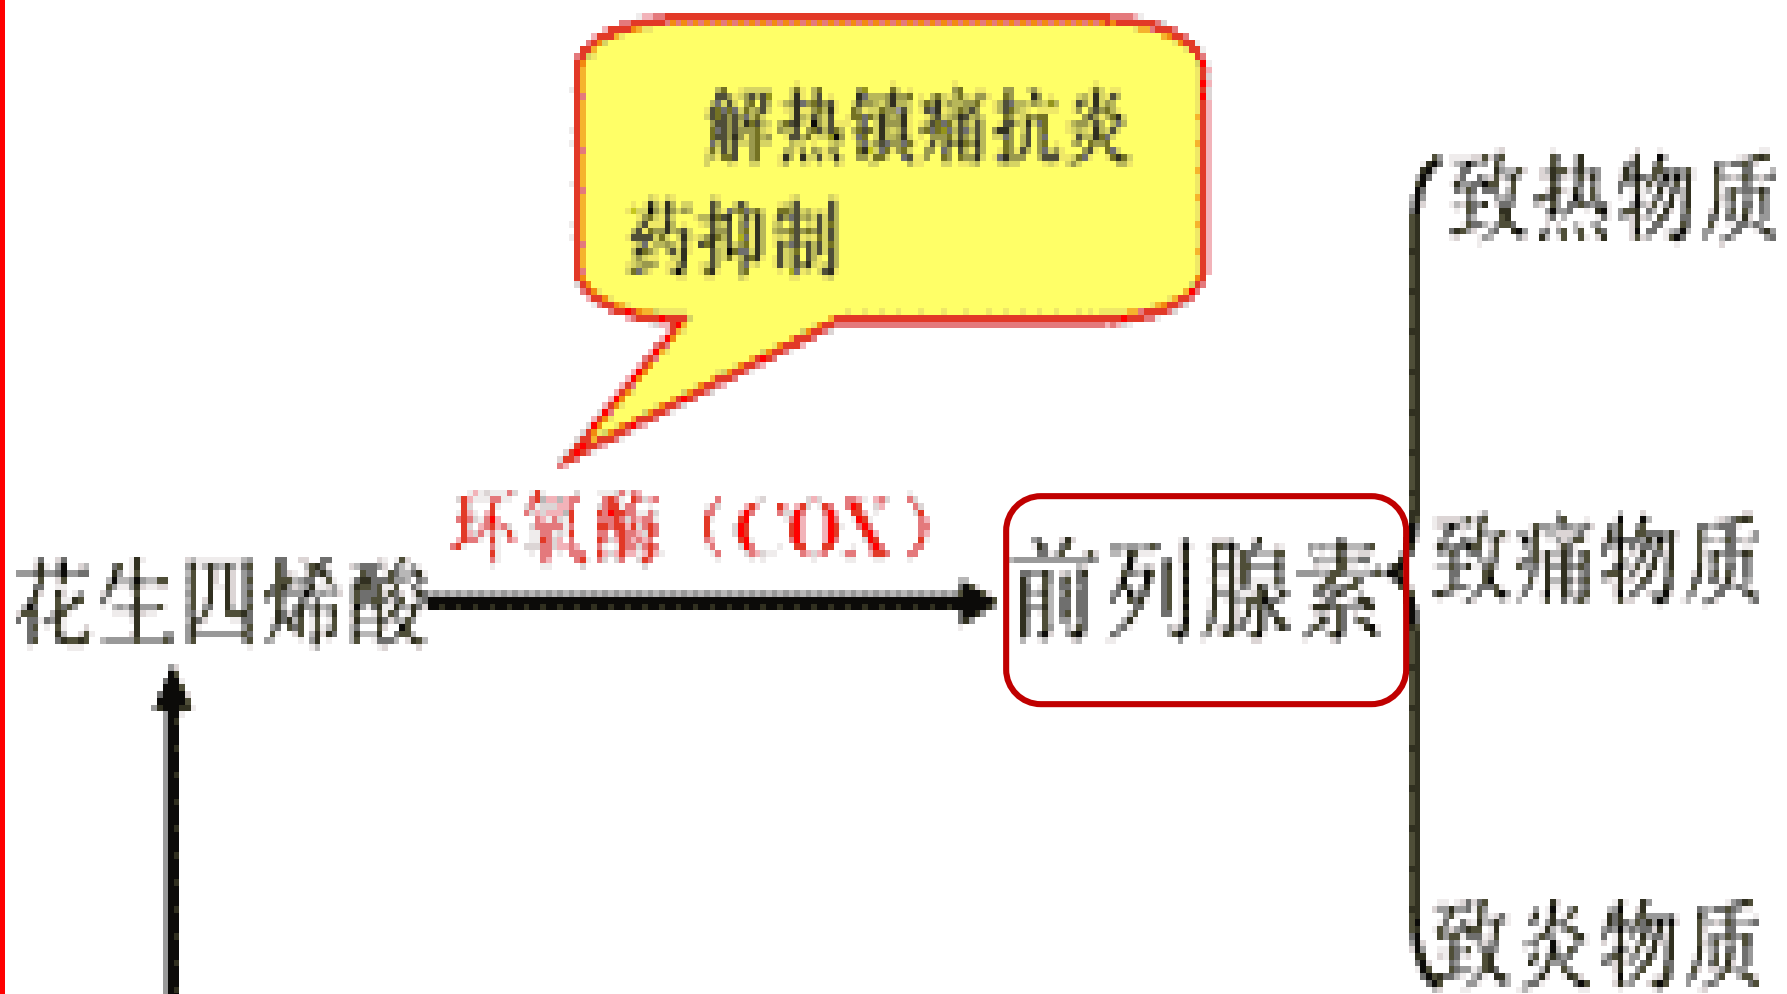 解热镇痛抗炎
药抑制
致热物质
环氧酶（COX）
花生四烯酸
前列腺素
致痛物质
致炎物质